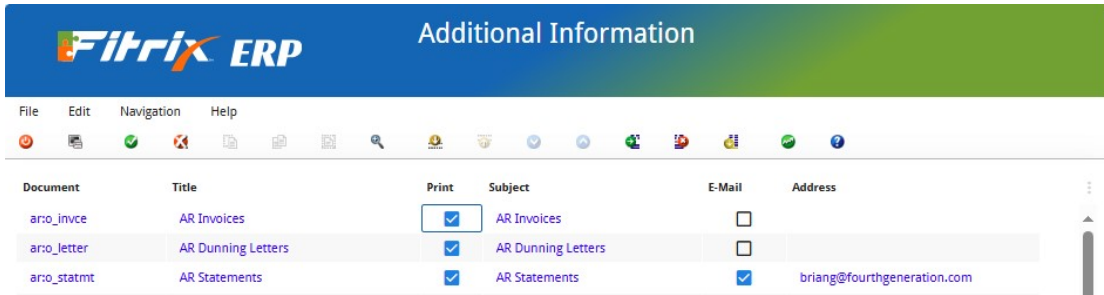 Fitrix ERP
Additional Information
File Edit Navigation Help
Document Title Print Subject E-Mail Address
ar:o_invce AR Invoices AR Invoices
ar:o_letter AR Dunning Letters AR Dunning Letters
ar:o_statmt AR Statements AR Statements briang@fourthgeneration.com